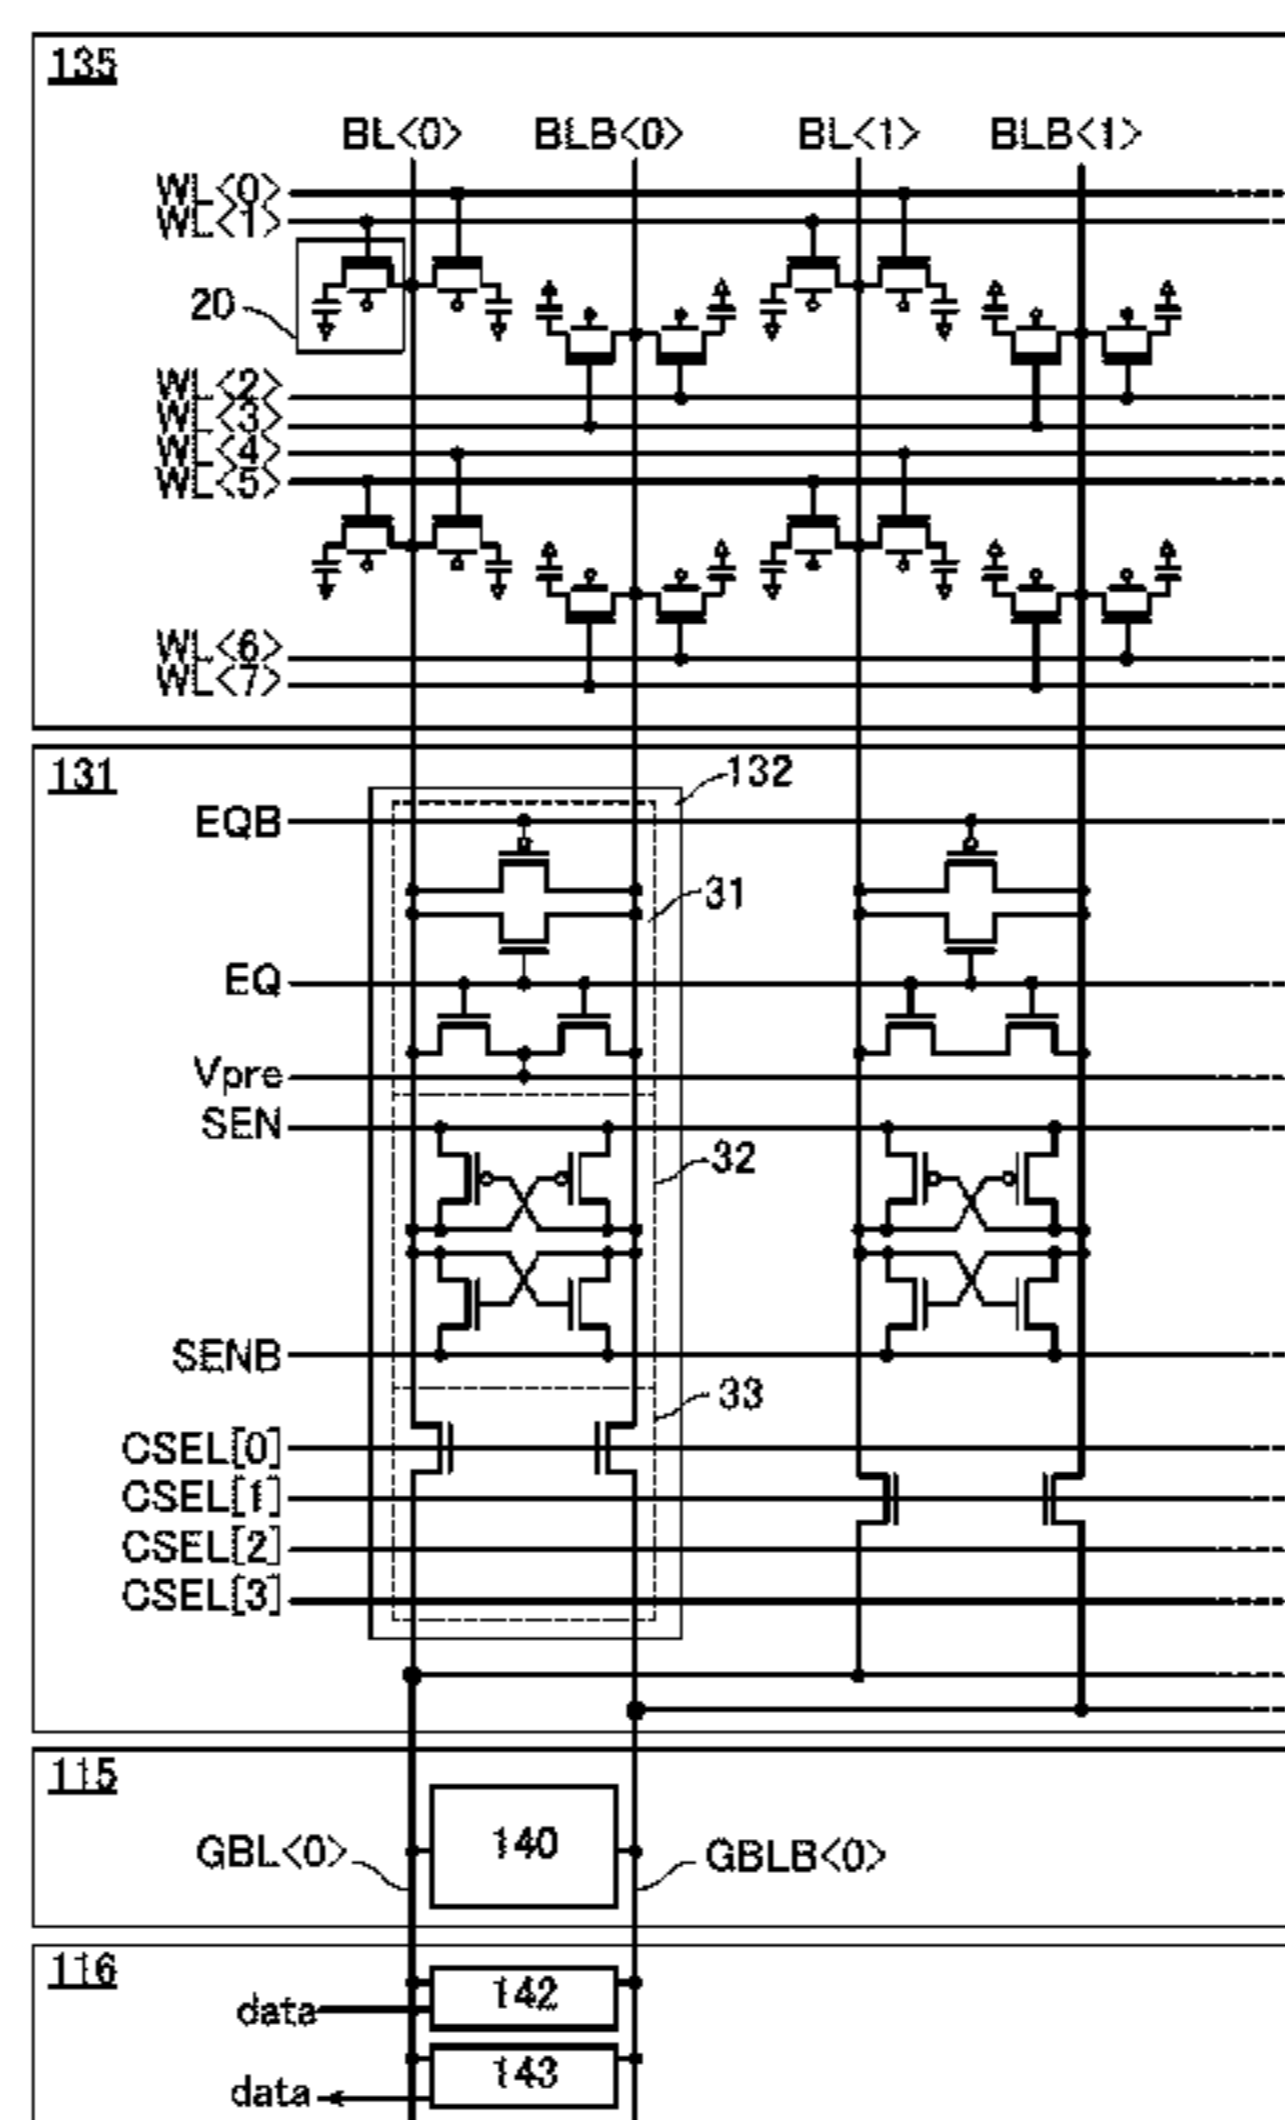 135
BL<0> BLB<0> BL<1> BLB<1>
WL<0>
WL<1>
20
WL<2>
WL<3>
WL<4>
WL<5>
WL<6>
WL<7>
131
132
EQB
31
EQ
Vpre
SEN
32
SENB
33
CSEL[0]
CSEL[1]
CSEL[2]
CSEL[3]
115
140
GBL<0> GBLB<0>
116
142
data
143
data